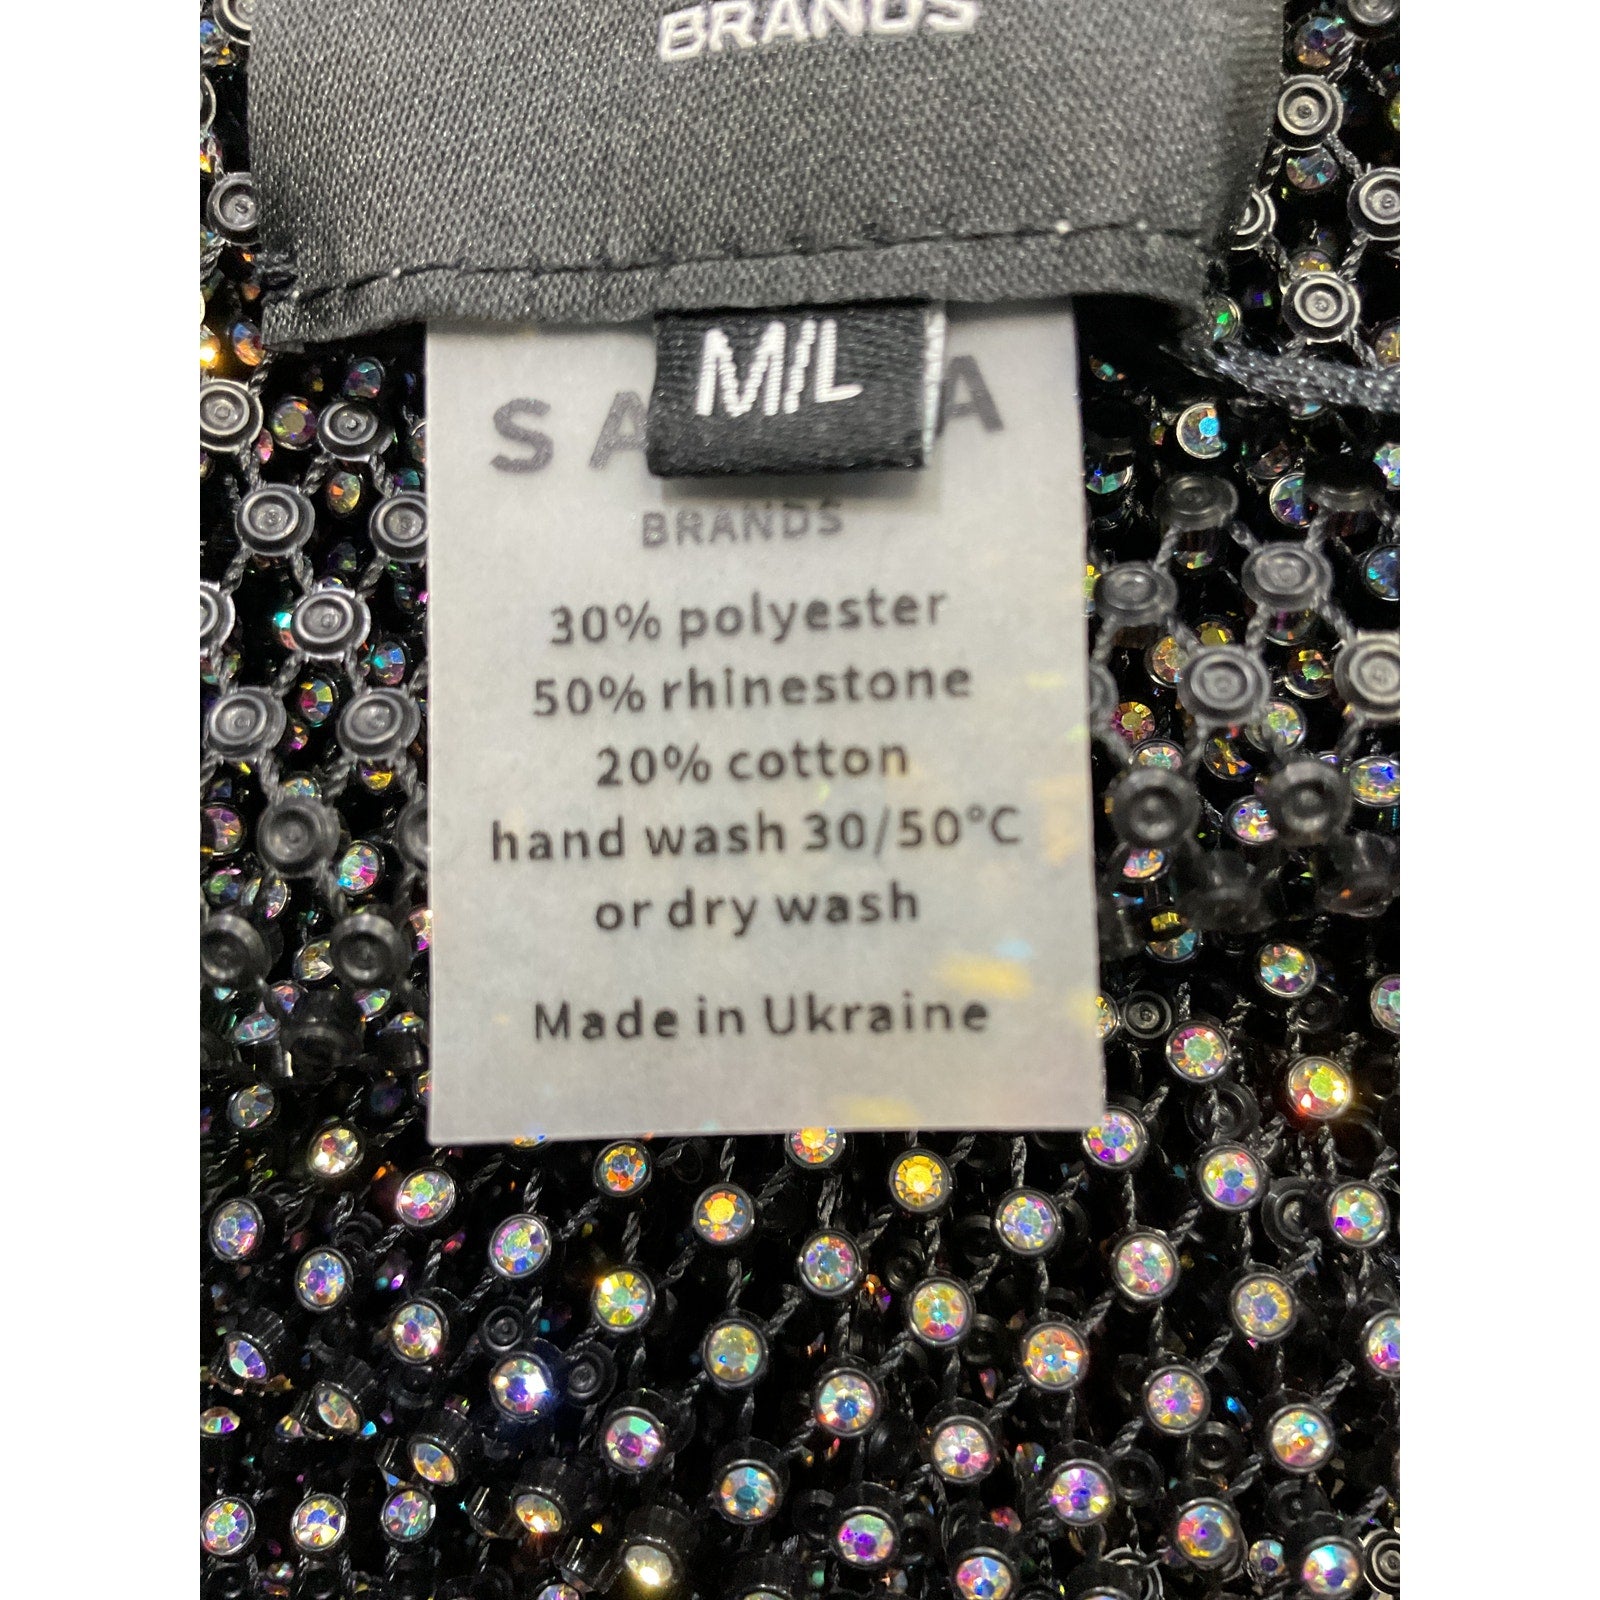 BRANDS
M/L
BRANDS
30% polyester
50% rhinestone
20% cotton
hand wash 30/50°C
or dry wash
Made in Ukraine